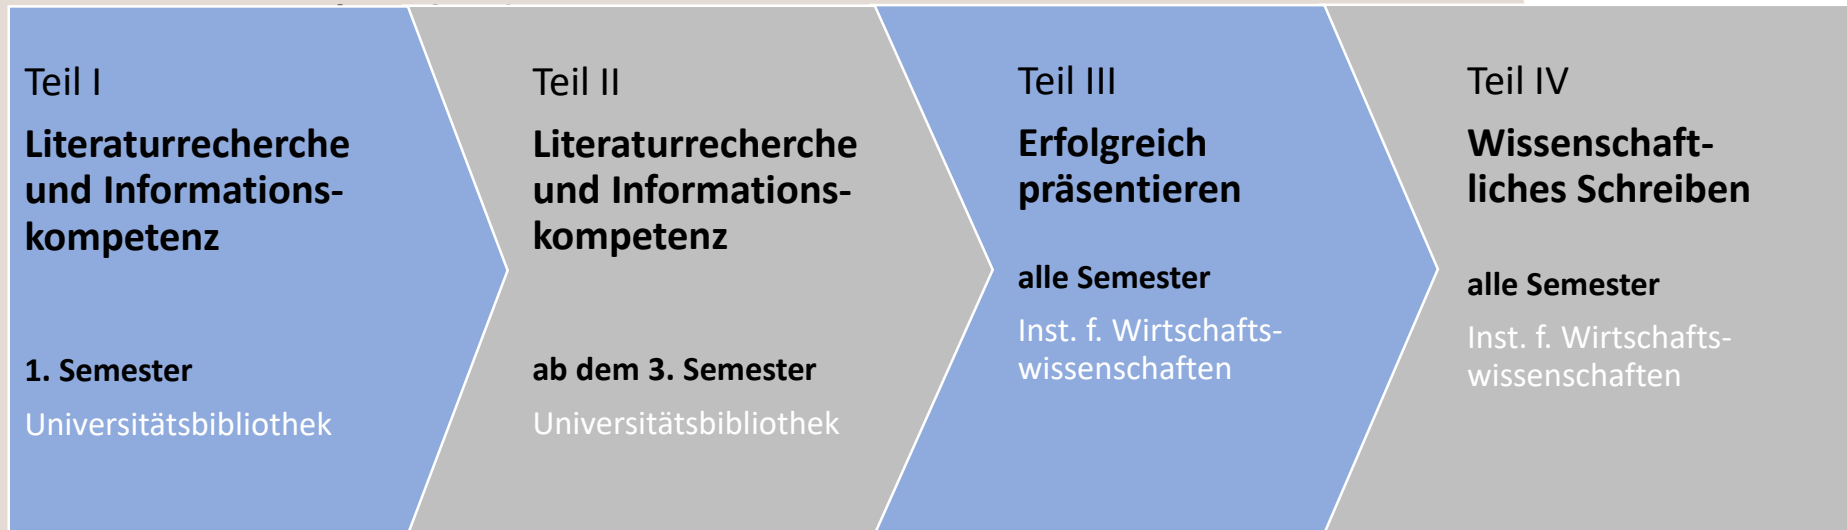 Teil I
Literaturrecherche
und Informations-
kompetenz
1. Semester
Universitätsbibliothek
Teil II
Literaturrecherche
und Informations-
kompetenz
ab dem 3. Semester
Universitätsbibliothek
Teil III
Erfolgreich
präsentieren
alle Semester
Inst. f. Wirtschafts-
wissenschaften
Teil IV
Wissenschaft-
liches Schreiben
alle Semester
Inst. f. Wirtschafts-
wissenschaften